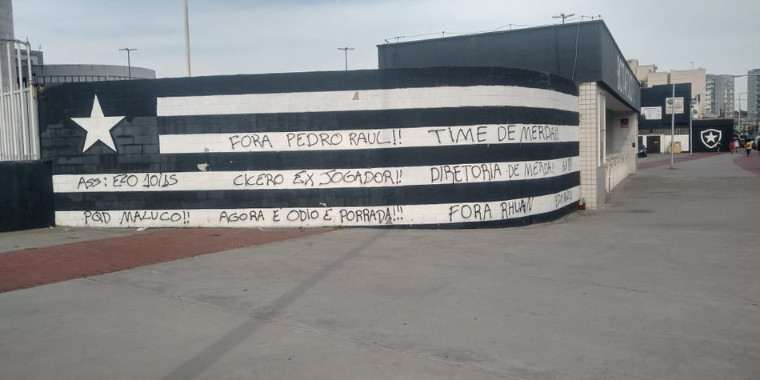 FORA PEDRO RAUL!! TIME DE MERDA!!
ASS: EZO 10/15 CICERO EX JOGADOR!! DIRETORIA DE MERDA!
PQD MALUCO!! AGORA É ODIO E PORRADA!!! FORA RHUAN